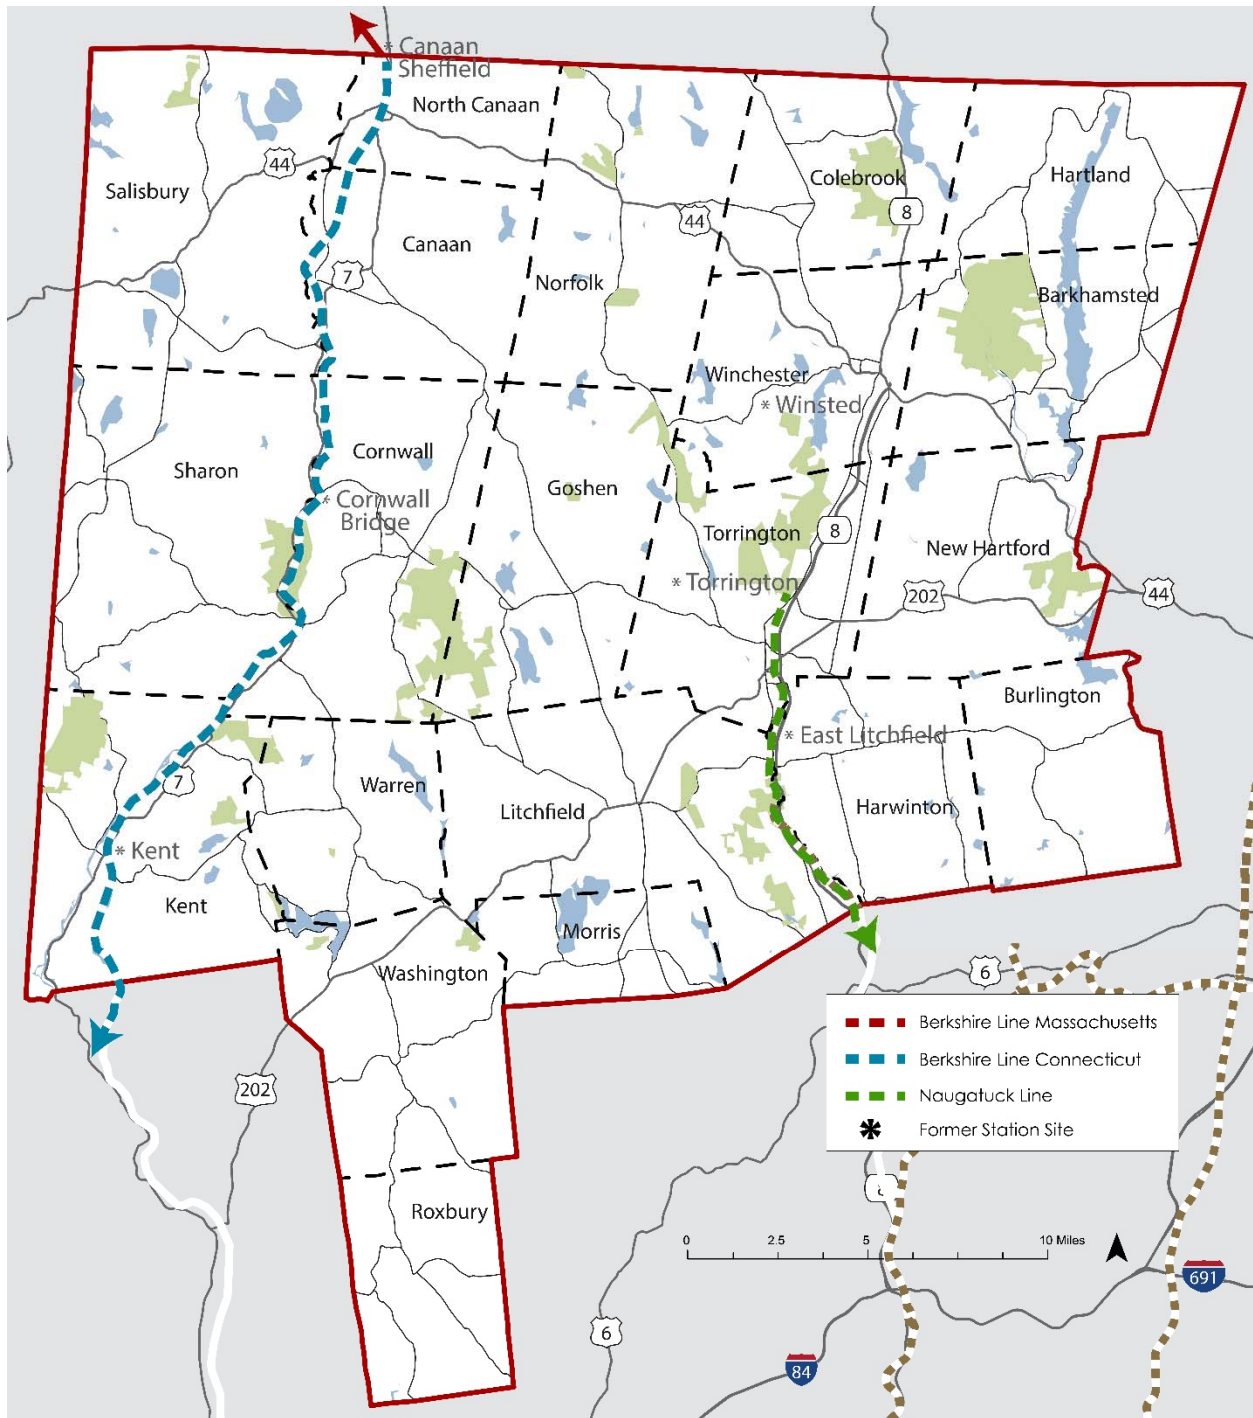 * Canaan
Sheffield
North Canaan
44
Salisbury
Colebrook
Hartland
8
44
Canaan
7
Norfolk
Barkhamsted
Winchester
* Winsted
Cornwall
Sharon
Goshen
* Cornwall
Bridge
Torrington
8
New Hartford
* Torrington
202
44
Burlington
* East Litchfield
7
Warren
Litchfield
Harwinton
* Kent
Kent
Morris
Washington
6
Berkshire Line Massachusetts
Berkshire Line Connecticut
Naugatuck Line
* Former Station Site
202
Roxbury
0 2.5 5 10 Miles
691
6
84